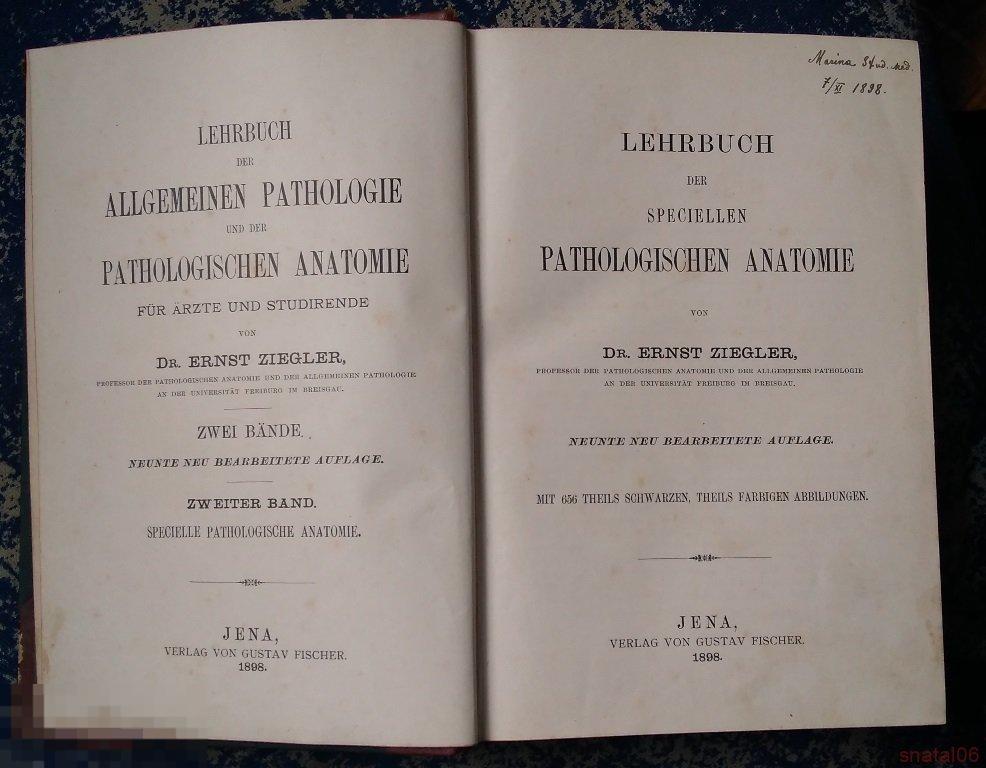 LEHRBUCH
DER
ALLGEMEINEN PATHOLOGIE
UND DER
PATHOLOGISCHEN ANATOMIE
FÜR ÄRZTE UND STUDIRENDE
VON
DR. ERNST ZIEGLER,
PROFESSOR DER PATHOLOGISCHEN ANATOMIE UND DER ALLGEMEINEN PATHOLOGIE
AN DER UNIVERSITÄT FREIBURG IM BREISGAU.
ZWEI BÄNDE.
NEUNTE NEU BEARBEITETE AUFLAGE.
ZWEITER BAND.
SPECIELLE PATHOLOGISCHE ANATOMIE.
JENA,
VERLAG VON GUSTAV FISCHER.
1898.
Marina Stud. med.
7/XI 1898.
LEHRBUCH
DER
SPECIELLEN
PATHOLOGISCHEN ANATOMIE
VON
DR. ERNST ZIEGLER,
PROFESSOR DER PATHOLOGISCHEN ANATOMIE UND DER ALLGEMEINEN PATHOLOGIE
AN DER UNIVERSITÄT FREIBURG IM BREISGAU.
NEUNTE NEU BEARBEITETE AUFLAGE.
MIT 656 THEILS SCHWARZEN, THEILS FARBIGEN ABBILDUNGEN.
JENA,
VERLAG VON GUSTAV FISCHER.
1898.
snatal06